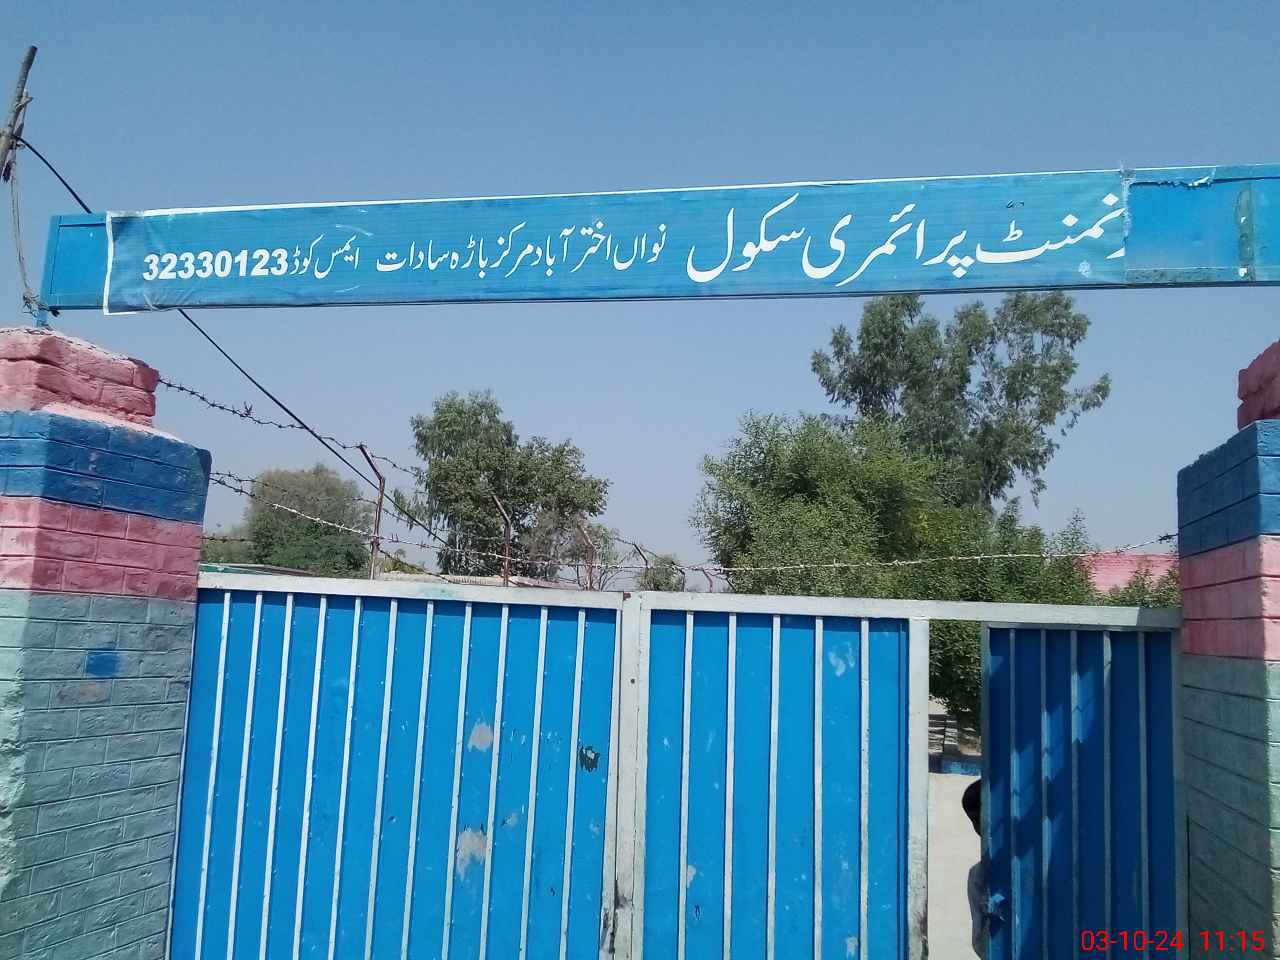 نمنٹ پرائمری سکول نواں اختر آباد مرکز باڑہ سادات ایمس کوڈ 32330123
03-10-24 11:15